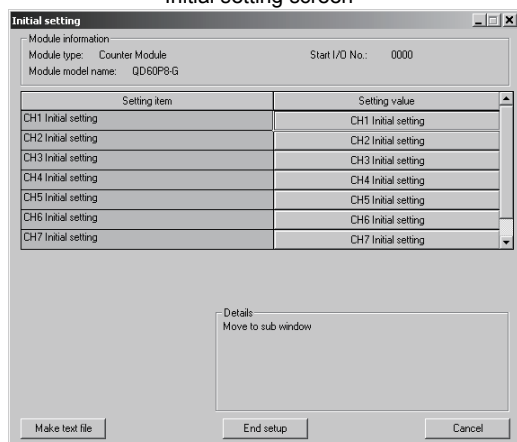 Initial setting screen
Initial setting
Module information
Module type: Counter Module Start I/O No.: 0000
Module model name: QD60P8-G
Setting item Setting value
CH1 Initial setting CH1 Initial setting
CH2 Initial setting CH2 Initial setting
CH3 Initial setting CH3 Initial setting
CH4 Initial setting CH4 Initial setting
CH5 Initial setting CH5 Initial setting
CH6 Initial setting CH6 Initial setting
CH7 Initial setting CH7 Initial setting
Details
Move to sub window
Make text file End setup Cancel